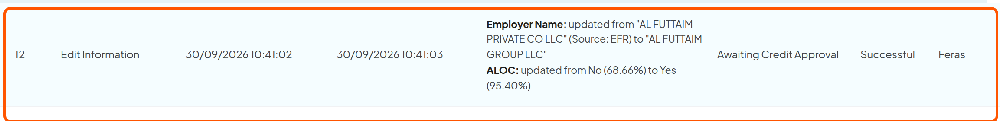 12 Edit Information 30/09/2026 10:41:02 30/09/2026 10:41:03
Employer Name: updated from "AL FUTTAIM
PRIVATE CO LLC" (Source: EFR) to "AL FUTTAIM
GROUP LLC"
ALOC: updated from No (68.66%) to Yes
(95.40%)
Awaiting Credit Approval Successful Feras